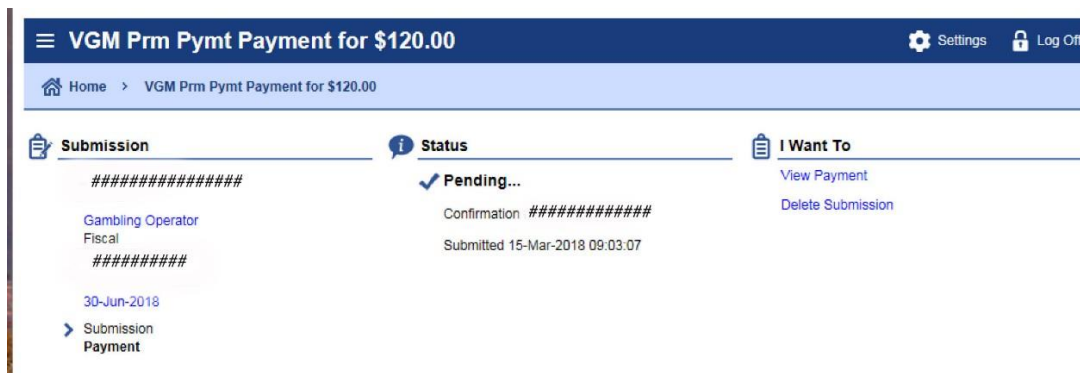 VGM Prm Pymt Payment for $120.00
Settings
Log Off
Home > VGM Prm Pymt Payment for $120.00
Submission
################
Gambling Operator
Fiscal
##########
30-Jun-2018
Submission
Payment
Status
Pending...
Confirmation #############
Submitted 15-Mar-2018 09:03:07
I Want To
View Payment
Delete Submission